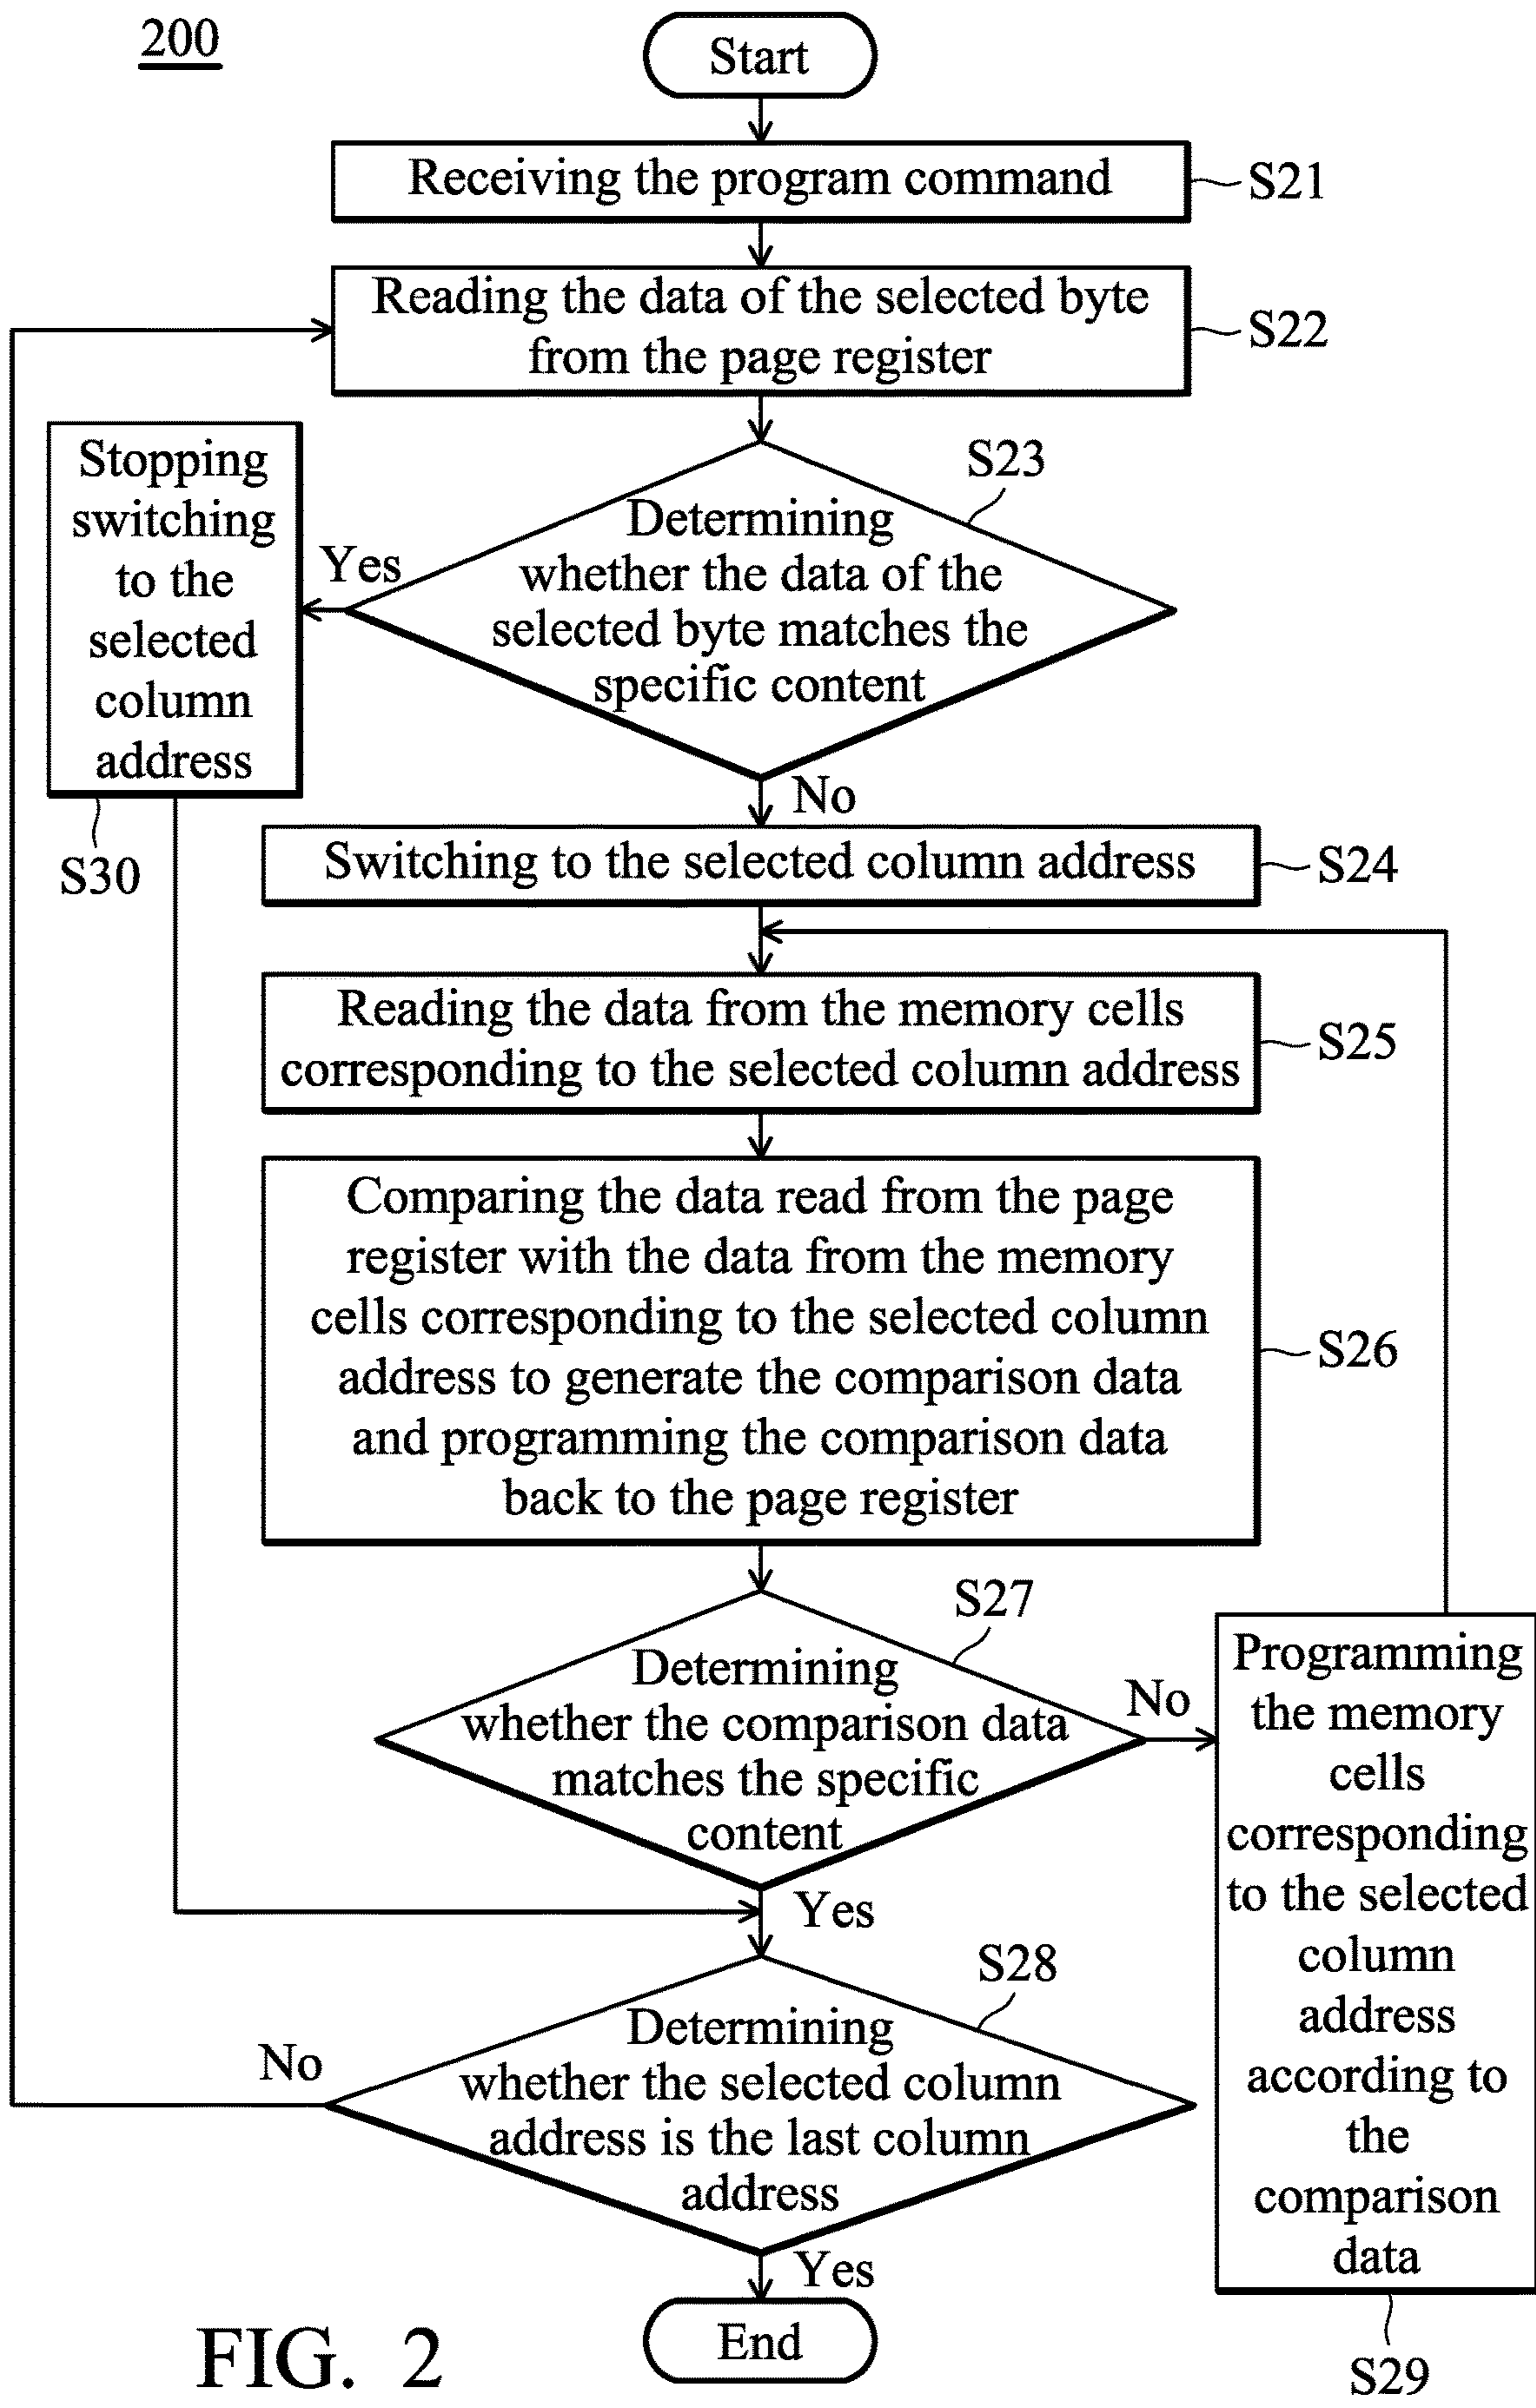 200
Start
Receiving the program command
S21
Reading the data of the selected byte
from the page register
S22
Stopping
switching
to the
selected
column
address
S30
Yes
S23
Determining
whether the data of the
selected byte matches the
specific content
No
Switching to the selected column address
S24
Reading the data from the memory cells
corresponding to the selected column address
S25
Comparing the data read from the page
register with the data from the memory
cells corresponding to the selected column
address to generate the comparison data
and programming the comparison data
back to the page register
S26
S27
Determining
whether the comparison data
matches the specific
content
No
Yes
Programming
the memory
cells
corresponding
to the selected
column
address
according to
the
comparison
data
S29
S28
Determining
whether the selected column
address is the last column
address
No
Yes
End
FIG. 2